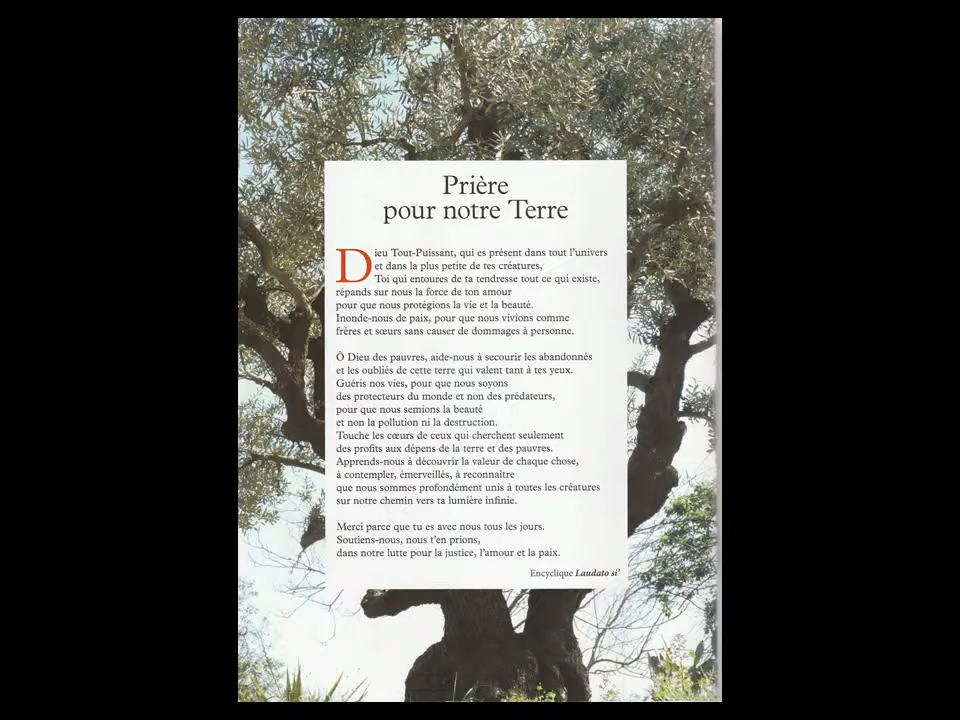 Prière
pour notre Terre
Dieu Tout-Puissant, qui es présent dans tout l'univers
et dans la plus petite de tes créatures,
Toi qui entoures de ta tendresse tout ce qui existe,
répands sur nous la force de ton amour
pour que nous protégions la vie et la beauté.
Inonde-nous de paix, pour que nous vivions comme
frères et sœurs sans causer de dommages à personne.
Ô Dieu des pauvres, aide-nous à secourir les abandonnés
et les oubliés de cette terre qui valent tant à tes yeux.
Guéris nos vies, pour que nous soyons
des protecteurs du monde et non des prédateurs,
pour que nous semions la beauté
et non la pollution ni la destruction.
Touche les cœurs de ceux qui cherchent seulement
des profits aux dépens de la terre et des pauvres.
Apprends-nous à découvrir la valeur de chaque chose,
à contempler, émerveillés, à reconnaître
que nous sommes profondément unis à toutes les créatures
sur notre chemin vers ta lumière infinie.
Merci parce que tu es avec nous tous les jours.
Soutiens-nous, nous t'en prions,
dans notre lutte pour la justice, l'amour et la paix.
Encyclique Laudato si'